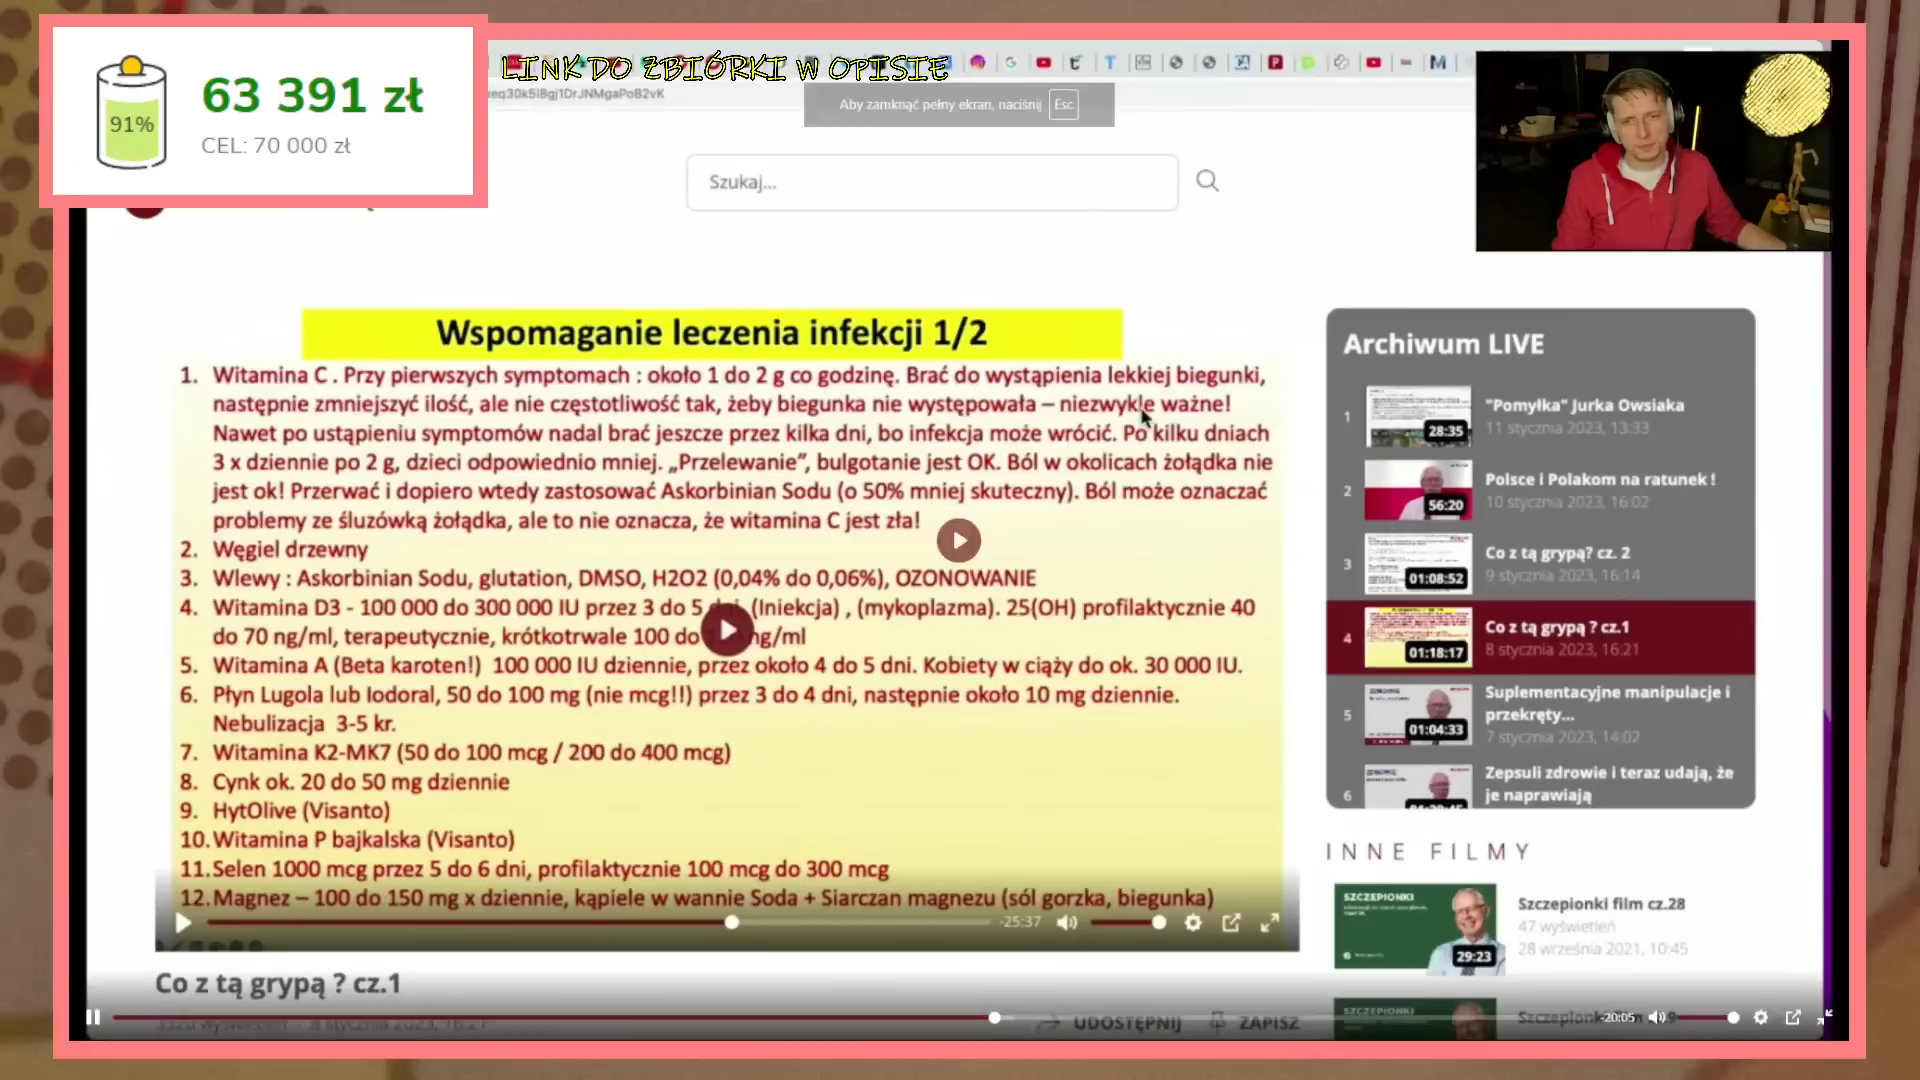 63 391 zł
91%
CEL: 70 000 zł
LINK DO ZBIÓRKI W OPISIE
Aby zamknąć pełny ekran, naciśnij Esc
Szukaj...
Wspomaganie leczenia infekcji 1/2
1. Witamina C . Przy pierwszych symptomach : około 1 do 2 g co godzinę. Brać do wystąpienia lekkiej biegunki,
następnie zmniejszyć ilość, ale nie częstotliwość tak, żeby biegunka nie występowała – niezwykle ważne!
Nawet po ustąpieniu symptomów nadal brać jeszcze przez kilka dni, bo infekcja może wrócić. Po kilku dniach
3 x dziennie po 2 g, dzieci odpowiednio mniej. „Przelewanie”, bulgotanie jest OK. Ból w okolicach żołądka nie
jest ok! Przerwać i dopiero wtedy zastosować Askorbinian Sodu (o 50% mniej skuteczny). Ból może oznaczać
problemy ze śluzówką żołądka, ale to nie oznacza, że witamina C jest zła!
2. Węgiel drzewny
3. Wlewy : Askorbinian Sodu, glutation, DMSO, H2O2 (0,04% do 0,06%), OZONOWANIE
4. Witamina D3 - 100 000 do 300 000 IU przez 3 do 5 (Iniekcja) , (mykoplazma). 25(OH) profilaktycznie 40
do 70 ng/ml, terapeutycznie, krótkotrwale 100 do ng/ml
5. Witamina A (Beta karoten!) 100 000 IU dziennie, przez około 4 do 5 dni. Kobiety w ciąży do ok. 30 000 IU.
6. Płyn Lugola lub Iodoral, 50 do 100 mg (nie mcg!!) przez 3 do 4 dni, następnie około 10 mg dziennie.
Nebulizacja 3-5 kr.
7. Witamina K2-MK7 (50 do 100 mcg / 200 do 400 mcg)
8. Cynk ok. 20 do 50 mg dziennie
9. HytOlive (Visanto)
10. Witamina P bajkalska (Visanto)
11. Selen 1000 mcg przez 5 do 6 dni, profilaktycznie 100 mcg do 300 mcg
12. Magnez – 100 do 150 mg x dziennie, kąpiele w wannie Soda + Siarczan magnezu (sól gorzka, biegunka)
-25:37
Co z tą grypą ? cz.1
UDOSTĘPNIJ
ZAPISZ
Archiwum LIVE
1
28:35
"Pomyłka" Jurka Owsiaka
11 stycznia 2023, 13:33
2
56:20
Polsce i Polakom na ratunek !
10 stycznia 2023, 16:02
3
01:08:52
Co z tą grypą? cz. 2
9 stycznia 2023, 16:14
4
01:18:17
Co z tą grypą ? cz.1
8 stycznia 2023, 16:21
5
01:04:33
Suplementacyjne manipulacje i
przekręty...
7 stycznia 2023, 14:02
6
Zepsuli zdrowie i teraz udają, że
je naprawiają
INNE FILMY
SZCZEPIONKI
29:23
Szczepionki film cz.28
47 wyświetleń
28 września 2021, 10:45
SZCZEPIONKI
-20:05